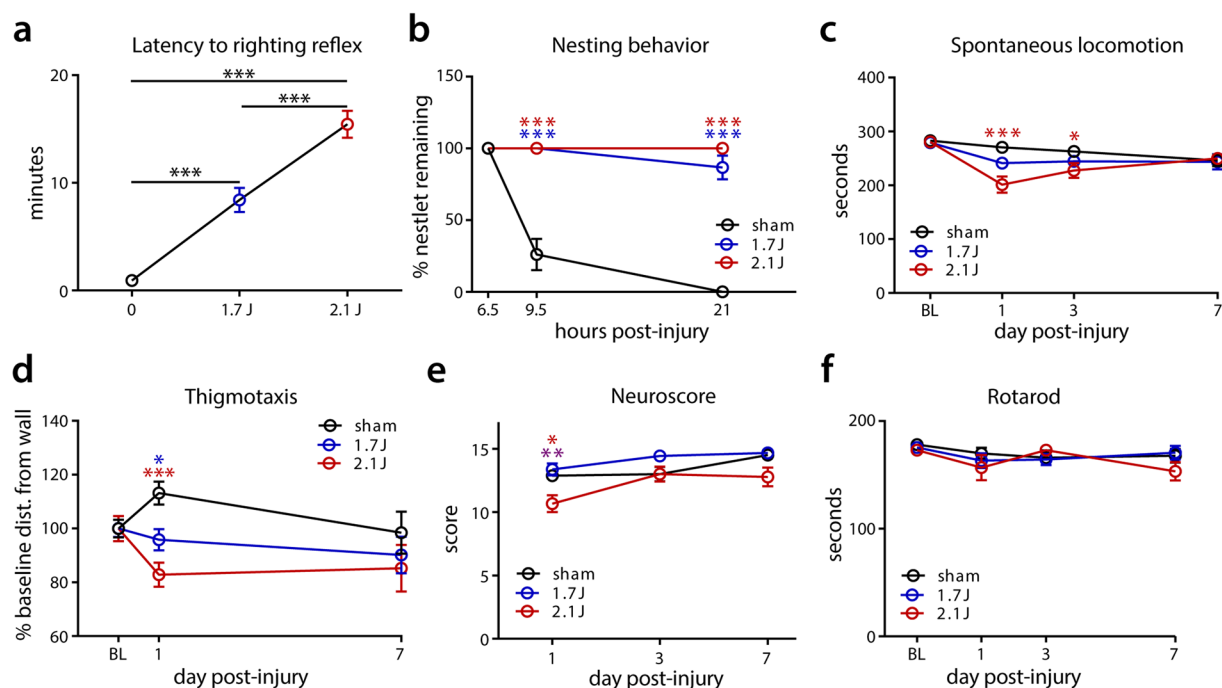 a
Latency to righting reflex
20
10
0
minutes
***
***
***
0
1.7 J
2.1 J
b
Nesting behavior
150
100
50
0
% nestlet remaining
***
***
***
***
sham
1.7J
2.1J
6.5
9.5
21
hours post-injury
c
Spontaneous locomotion
400
300
200
100
0
seconds
***
*
sham
1.7J
2.1J
BL
1
3
7
day post-injury
d
Thigmotaxis
140
120
100
80
60
% baseline dist. from wall
*
***
sham
1.7J
2.1J
BL
1
7
day post-injury
e
Neuroscore
15
10
5
0
score
*
**
sham
1.7J
2.1J
1
3
7
day post-injury
f
Rotarod
200
100
0
seconds
sham
1.7J
2.1J
BL
1
3
7
day post-injury